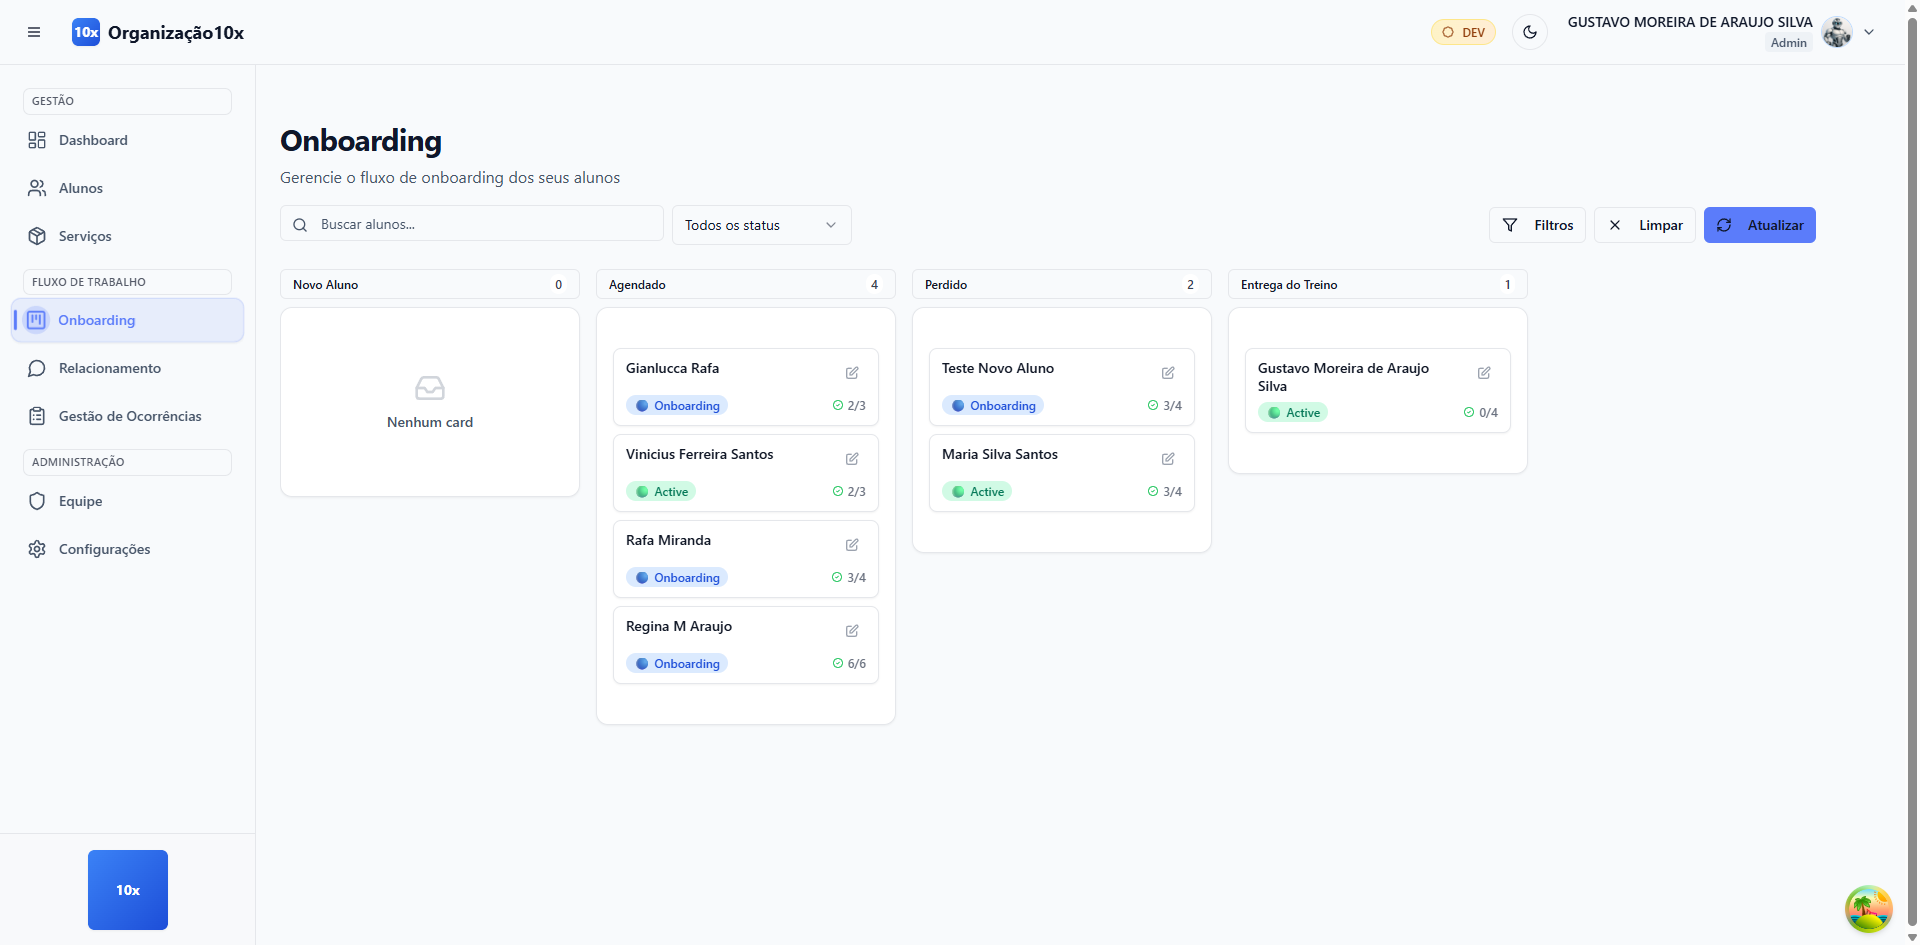 10x Organização10x
DEV
GUSTAVO MOREIRA DE ARAUJO SILVA
Admin
GESTÃO
Dashboard
Alunos
Serviços
FLUXO DE TRABALHO
Onboarding
Relacionamento
Gestão de Ocorrências
ADMINISTRAÇÃO
Equipe
Configurações
10x
Onboarding
Gerencie o fluxo de onboarding dos seus alunos
Buscar alunos...
Todos os status
Filtros
Limpar
Atualizar
Novo Aluno 0
Nenhum card
Agendado 4
Gianlucca Rafa
Onboarding 2/3
Vinicius Ferreira Santos
Active 2/3
Rafa Miranda
Onboarding 3/4
Regina M Araujo
Onboarding 6/6
Perdido 2
Teste Novo Aluno
Onboarding 3/4
Maria Silva Santos
Active 3/4
Entrega do Treino 1
Gustavo Moreira de Araujo
Silva
Active 0/4